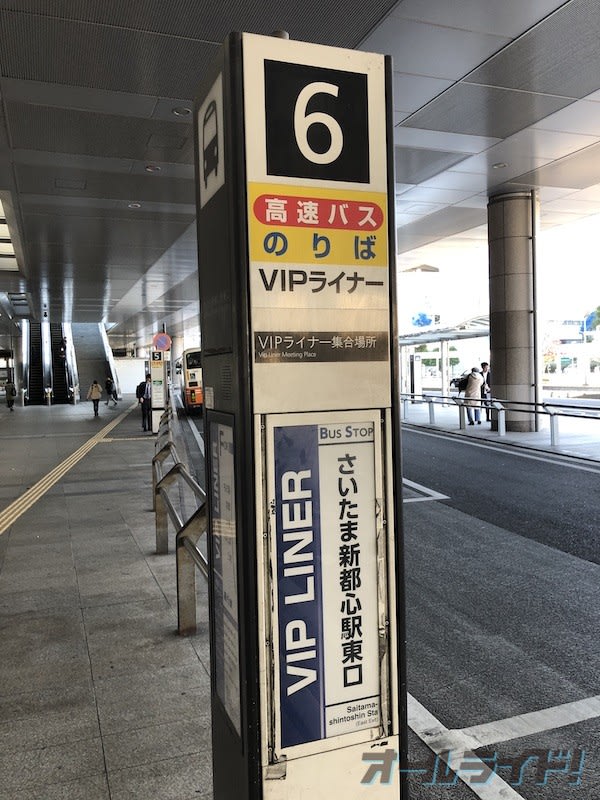 6
高速バス
のりば
VIPライナー
VIPライナー集合場所
Vip Liner Meeting Place
BUS STOP
VIP LINER
さいたま新都心駅東口
Saitama-
shintoshin Sta
(East Exit)
5
オールライド!